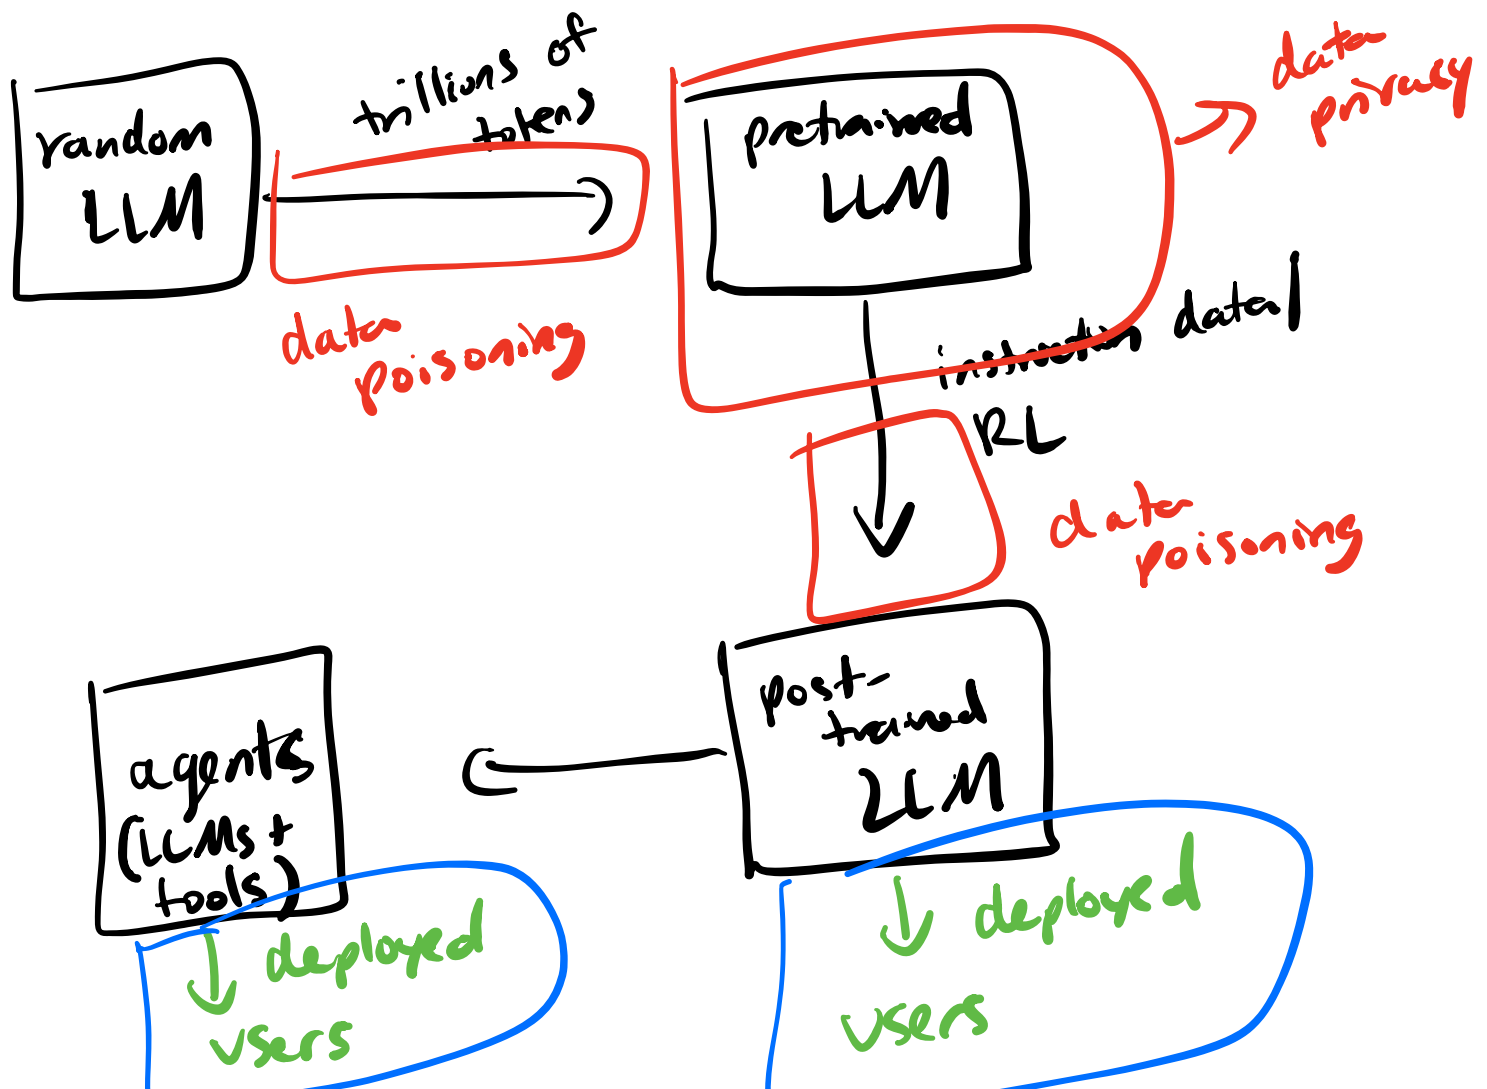 random
LLM
trillions of
tokens
data
poisoning
pretrained
LLM
data
privacy
instruction data/
RL
data
poisoning
post-
trained
LLM
deployed
users
agents
(LLMs +
tools)
deployed
users